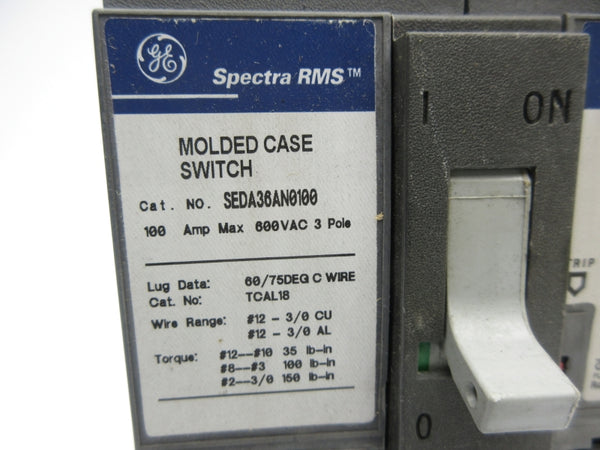 GE
Spectra RMS™
MOLDED CASE
SWITCH
Cat. NO. SEDA36AN0100
100 Amp Max 600VAC 3 Pole
Lug Data: 60/75DEG C WIRE
Cat. No: TCAL18
Wire Range: #12 - 3/0 CU
#12 - 3/0 AL
Torque: #12--#10 35 lb-in
#8--#3 100 lb-in
#2--3/0 150 lb-in
I ON
TRIP
0